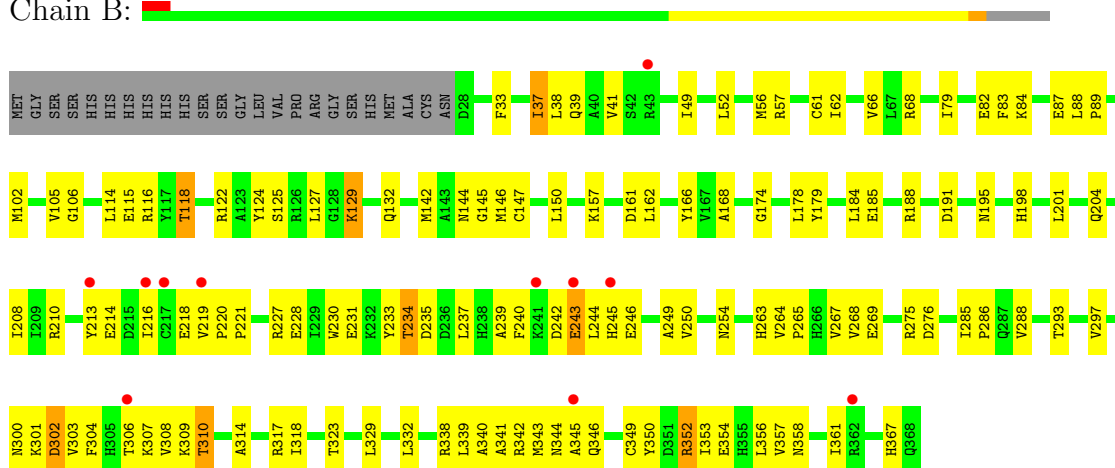 Chain B:
MET GLY SER SER HIS HIS HIS HIS HIS HIS SER SER GLY LEU VAL PRO ARG GLY SER HIS MET ALA CYS ASN D28 F33 I37 L38 Q39 A40 V41 S42 R43 I49 L52 M56 R57 C61 I62 V66 L67 R68 I79 E82 F83 K84 E87 L88 P89
M102 V105 G106 L114 E115 R116 Y117 T118 R122 A123 Y124 S125 R126 L127 G128 K129 Q132 M142 A143 N144 G145 M146 C147 L150 K157 D161 L162 Y166 V167 A168 G174 L178 Y179 L184 E185 R188 D191 N195 H198 L201 Q204
I208 I209 R210 Y213 E214 D215 I216 C217 E218 V219 P220 P221 R227 E228 I229 W230 E231 K232 Y233 T234 D235 D236 L237 H238 A239 F240 K241 D242 E243 L244 H245 E246 A249 V250 N254 H263 V264 P265 H266 V267 V268 E269 R275 D276 I285 P286 Q287 V288 T293 V297
N300 K301 D302 V303 F304 H305 T306 K307 V308 K309 T310 A314 R317 I318 T323 L329 L332 R338 L339 A340 A341 R342 M343 N344 A345 Q346 C349 Y350 D351 R352 I353 E354 H355 L356 V357 N358 I361 R362 H367 Q368